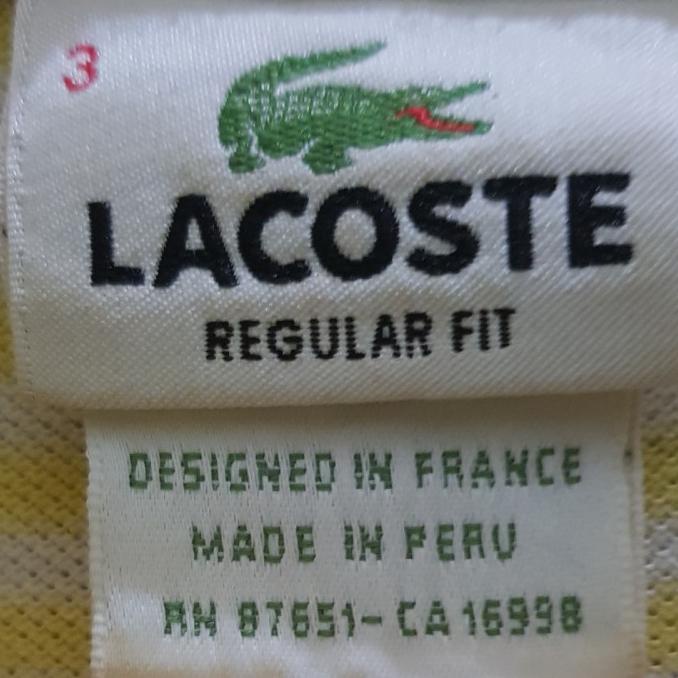 3
LACOSTE
REGULAR FIT
DESIGNED IN FRANCE
MADE IN PERU
RN 87651- CA 16998